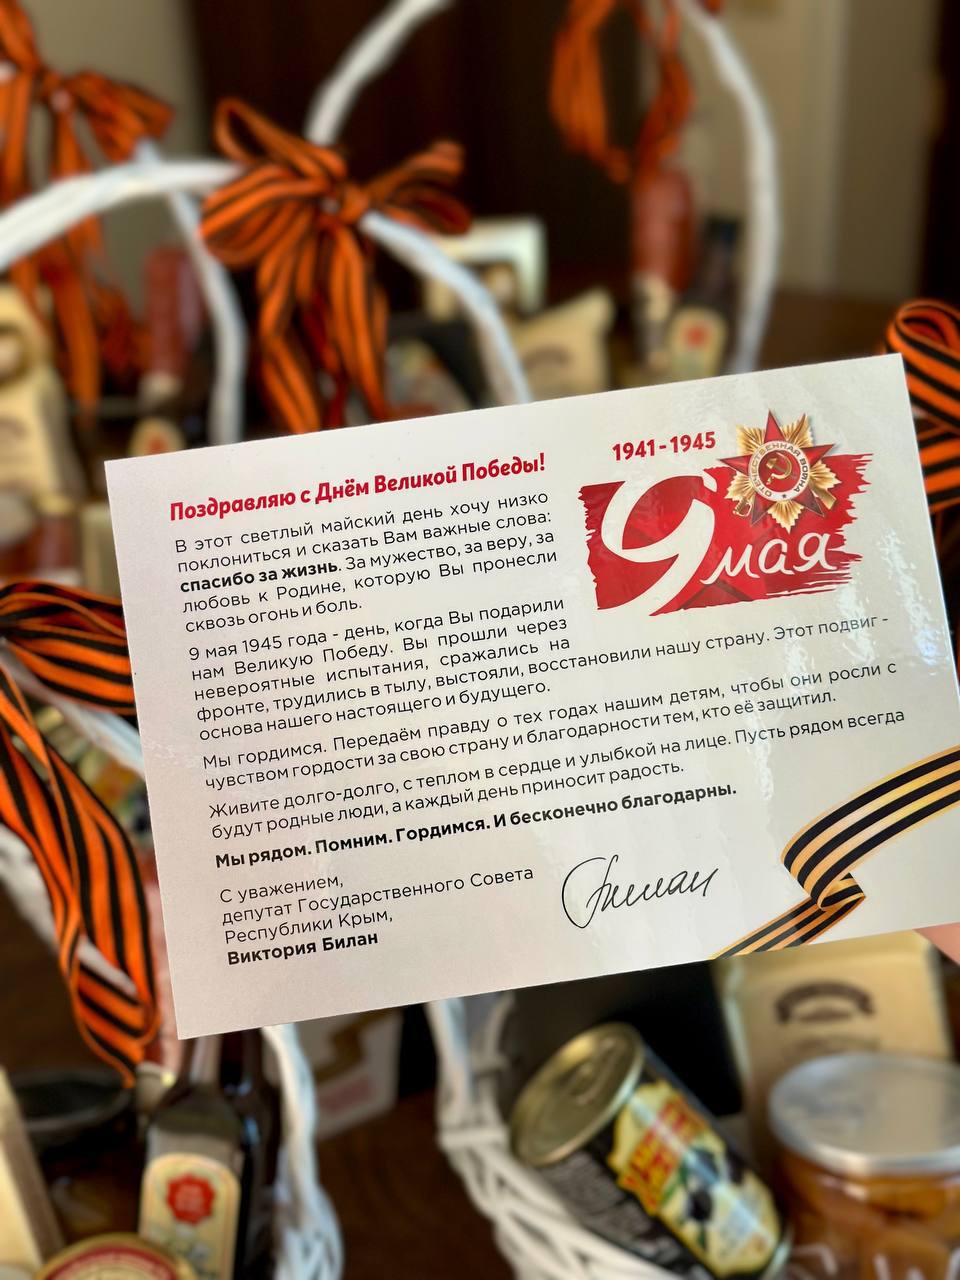 Поздравляю с Днём Великой Победы!
В этот светлый майский день хочу низко
поклониться и сказать Вам важные слова:
спасибо за жизнь. За мужество, за веру, за
любовь к Родине, которую Вы пронесли
сквозь огонь и боль.
1941-1945
ОТЕЧЕСТВЕННАЯ ВОЙНА
9 мая
9 мая 1945 года - день, когда Вы подарили
нам Великую Победу. Вы прошли через
невероятные испытания, сражались на
фронте, трудились в тылу, выстояли, восстановили нашу страну. Этот подвиг -
основа нашего настоящего и будущего.
Мы гордимся. Передаём правду о тех годах нашим детям, чтобы они росли с
чувством гордости за свою страну и благодарности тем, кто её защитил.
Живите долго-долго, с теплом в сердце и улыбкой на лице. Пусть рядом всегда
будут родные люди, а каждый день приносит радость.
Мы рядом. Помним. Гордимся. И бесконечно благодарны.
С уважением,
депутат Государственного Совета
Республики Крым,
Виктория Билан